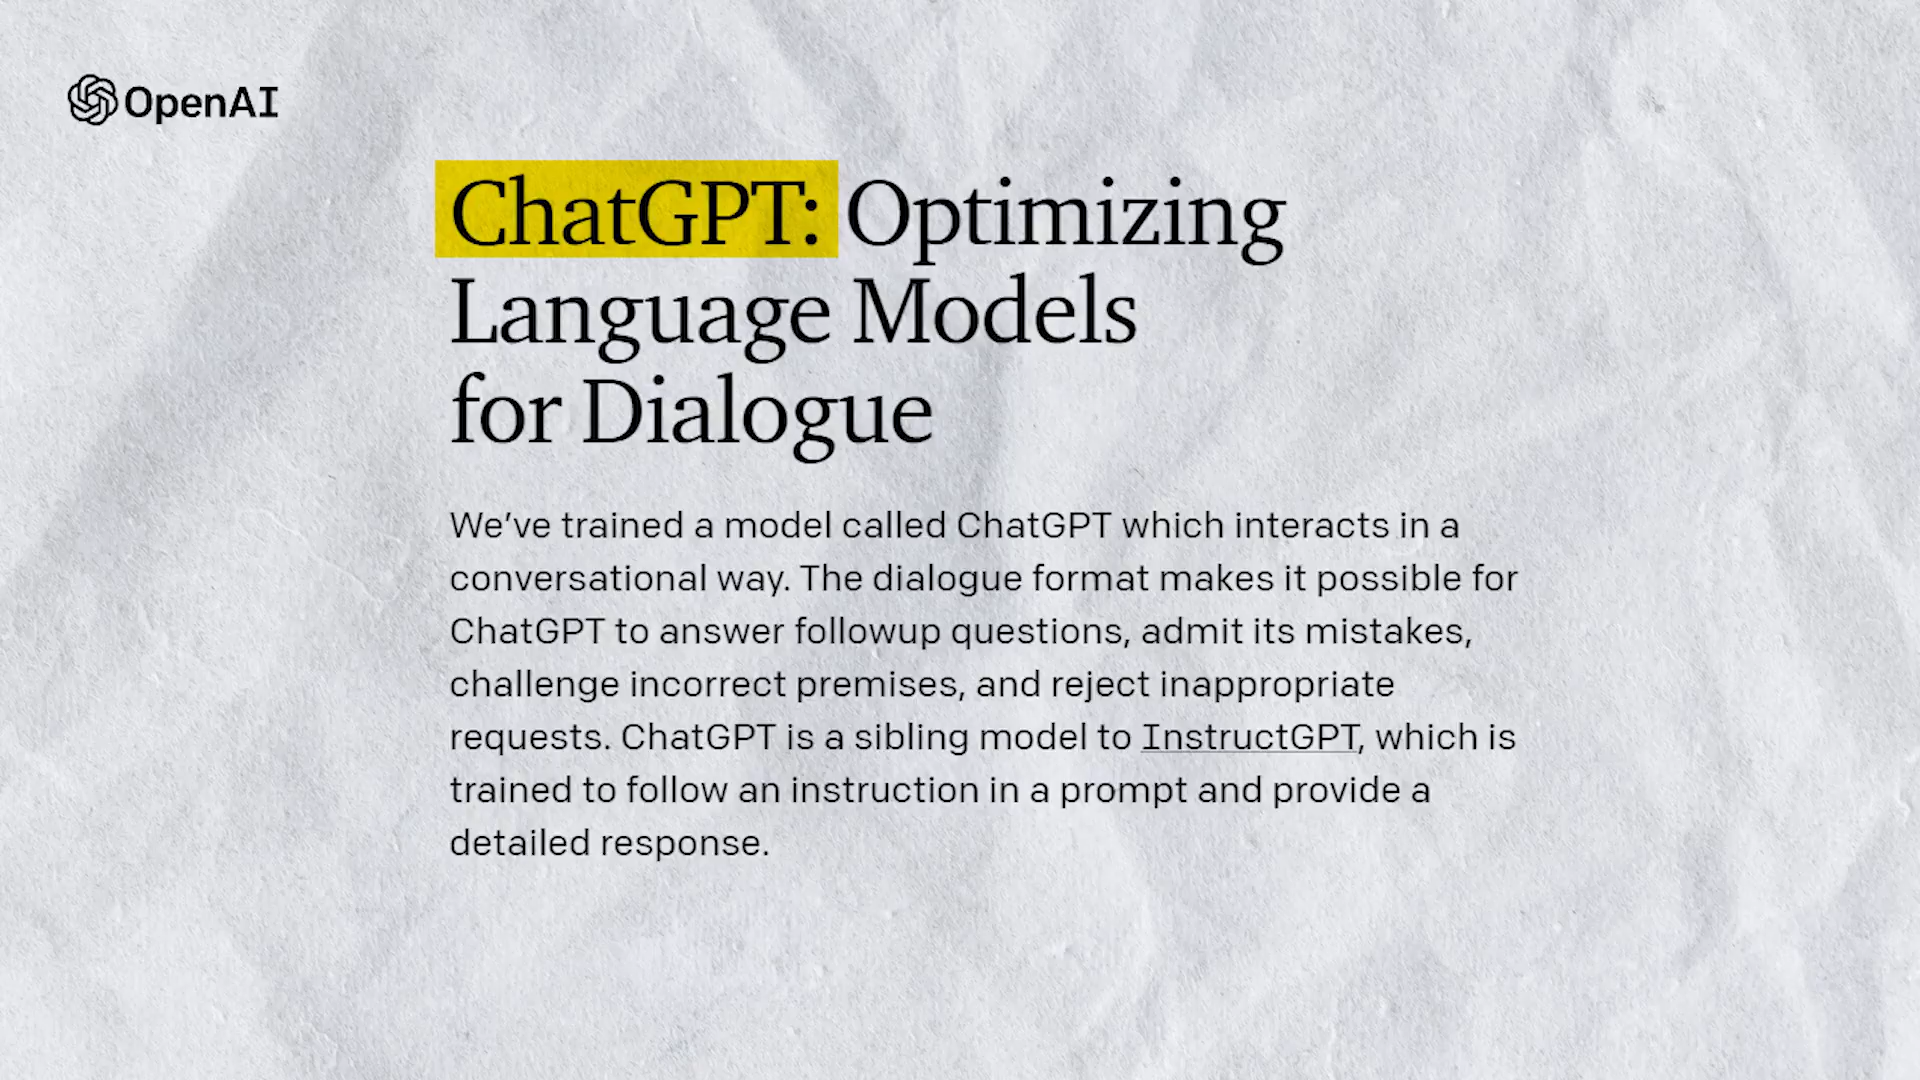 OpenAI
ChatGPT: Optimizing
Language Models
for Dialogue
We’ve trained a model called ChatGPT which interacts in a
conversational way. The dialogue format makes it possible for
ChatGPT to answer followup questions, admit its mistakes,
challenge incorrect premises, and reject inappropriate
requests. ChatGPT is a sibling model to InstructGPT, which is
trained to follow an instruction in a prompt and provide a
detailed response.